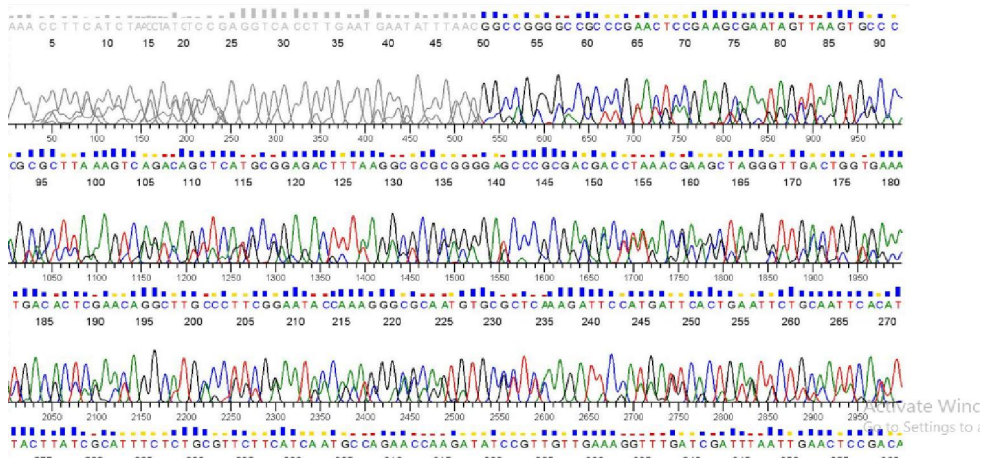 AAACCTTCATCTAACCTATCTCCGAGGTCACCTTGAATGAATATTTAACGGCCGGGGCCGCCCGAACTCCGAAGCGAATAGTTAAGTGCCC
5 10 15 20 25 30 35 40 45 50 55 60 65 70 75 80 85 90
50 100 150 200 250 300 350 400 450 500 550 600 650 700 750 800 850 900 950
CGCGCTTAAAGTCAGACAGCTCATGCGGAGACTTTAAGGCGCGCGGGGAGCCCGCGACGACCTAAACGAAGCTAGGGTTGACTGGTGAAA
95 100 105 110 115 120 125 130 135 140 145 150 155 160 165 170 175 180
1050 1100 1150 1200 1250 1300 1350 1400 1450 1500 1550 1600 1650 1700 1750 1800 1850 1900 1950
TGACACTCGAACAGGCTTGCCCTTCGGAATACCAAAGGGCGCAATGTGCGCTCAAAGATTCCATGATTCACTGAATTCTGCAATTCACAT
185 190 195 200 205 210 215 220 225 230 235 240 245 250 255 260 265 270
2050 2100 2150 2200 2250 2300 2350 2400 2450 2500 2550 2600 2650 2700 2750 2800 2850 2900 2950
Activate Winc
Go to Settings to a
TACTTATCGCATTTCTCTGCGTTCTTCATCAATGCCAGAACCAAGATATCCGTTGTTGAAAGGTTTGATCGATTTAATTGAACTCCGACA